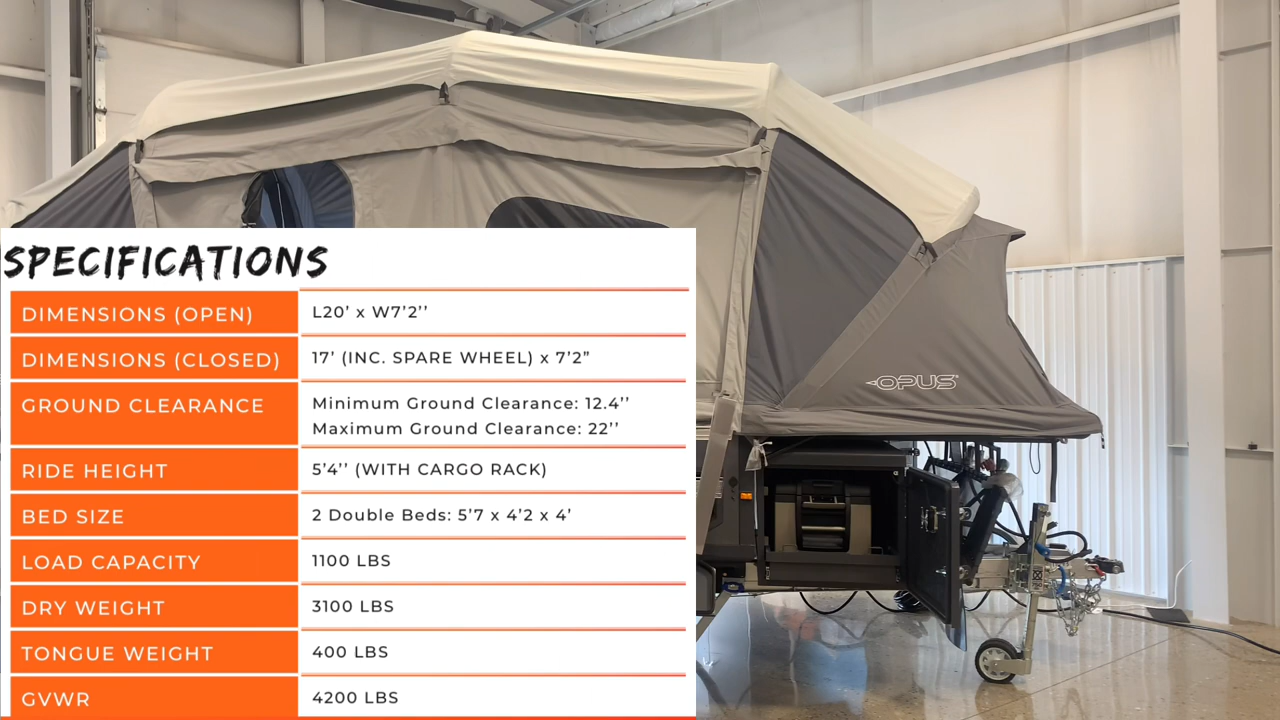 SPECIFICATIONS
DIMENSIONS (OPEN) L20' x W7'2''
DIMENSIONS (CLOSED) 17' (INC. SPARE WHEEL) x 7'2”
GROUND CLEARANCE Minimum Ground Clearance: 12.4''
Maximum Ground Clearance: 22''
RIDE HEIGHT 5'4'' (WITH CARGO RACK)
BED SIZE 2 Double Beds: 5'7 x 4'2 x 4'
LOAD CAPACITY 1100 LBS
DRY WEIGHT 3100 LBS
TONGUE WEIGHT 400 LBS
GVWR 4200 LBS
OPUS